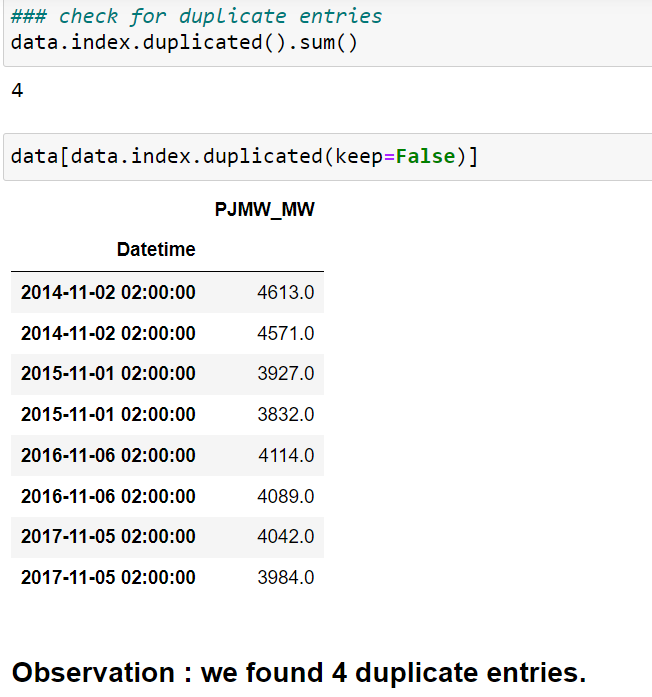 ### check for duplicate entries
data.index.duplicated().sum()
4
data[data.index.duplicated(keep=False)]
PJMW_MW
Datetime
2014-11-02 02:00:00 4613.0
2014-11-02 02:00:00 4571.0
2015-11-01 02:00:00 3927.0
2015-11-01 02:00:00 3832.0
2016-11-06 02:00:00 4114.0
2016-11-06 02:00:00 4089.0
2017-11-05 02:00:00 4042.0
2017-11-05 02:00:00 3984.0
Observation : we found 4 duplicate entries.